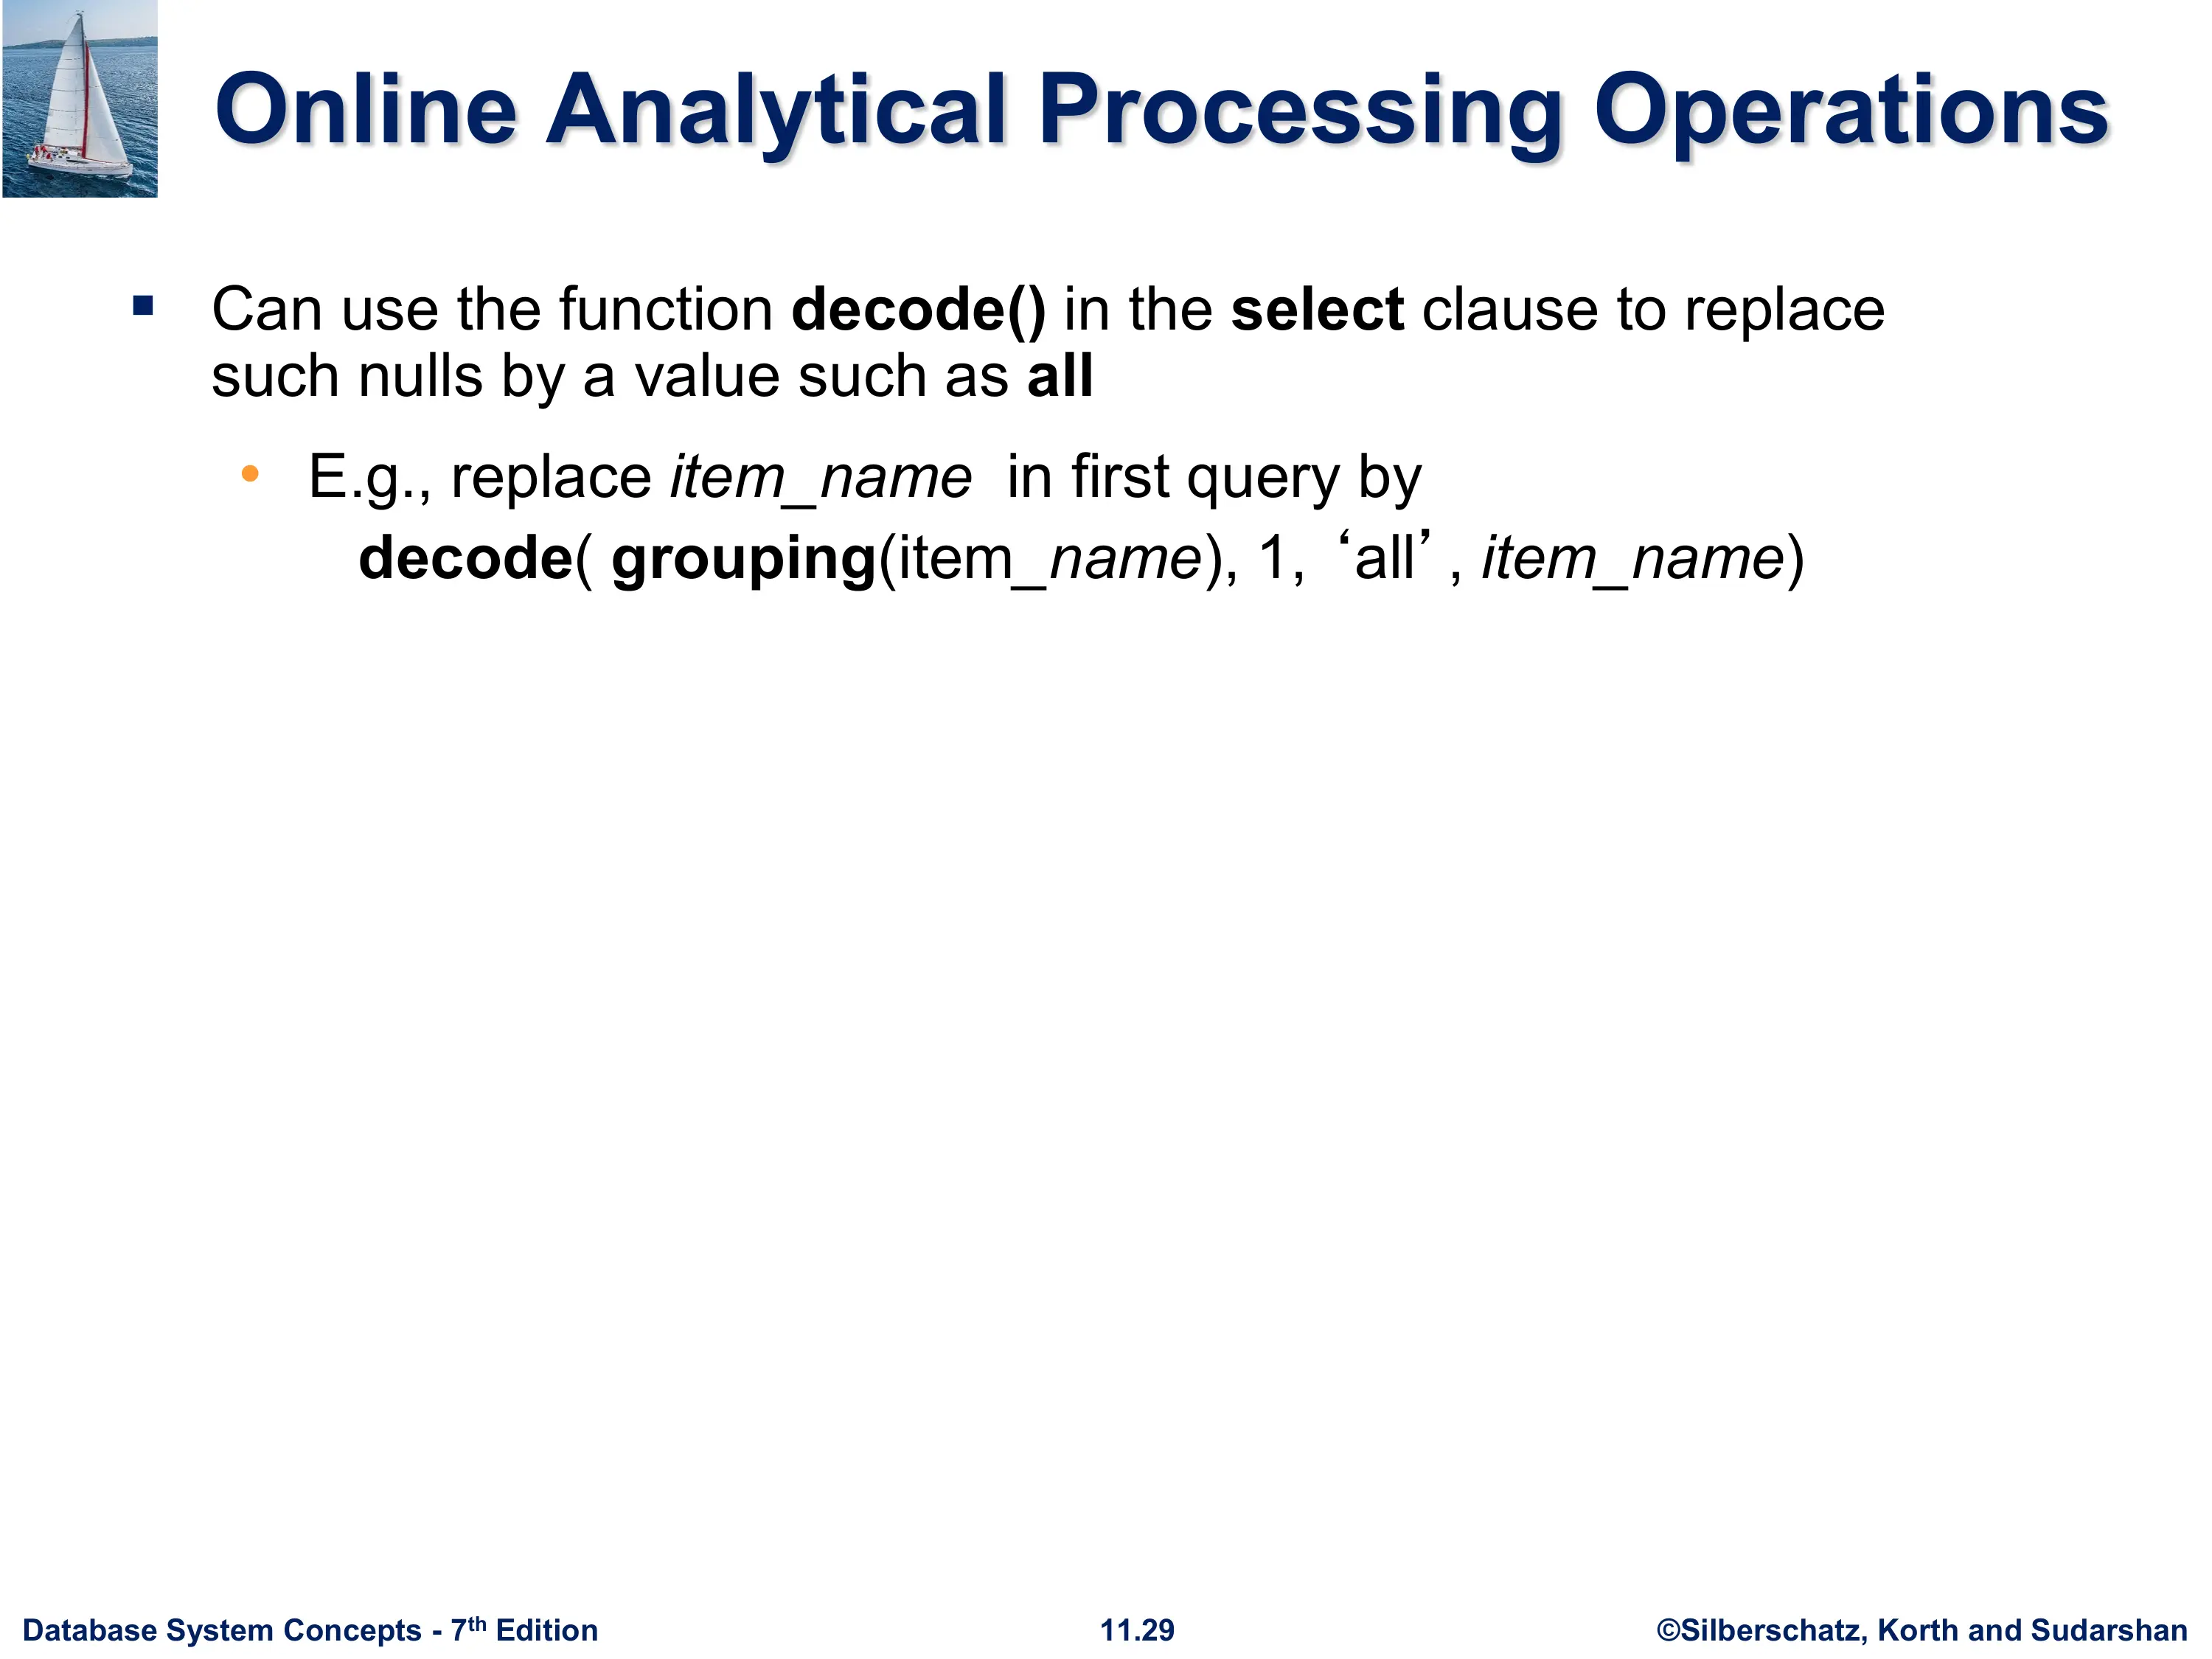 Online Analytical Processing Operations
▪ Can use the function decode() in the select clause to replace
such nulls by a value such as all
• E.g., replace item_name in first query by
decode( grouping(item_name), 1, ‘all’, item_name)
Database System Concepts - 7th Edition
11.29
©Silberschatz, Korth and Sudarshan